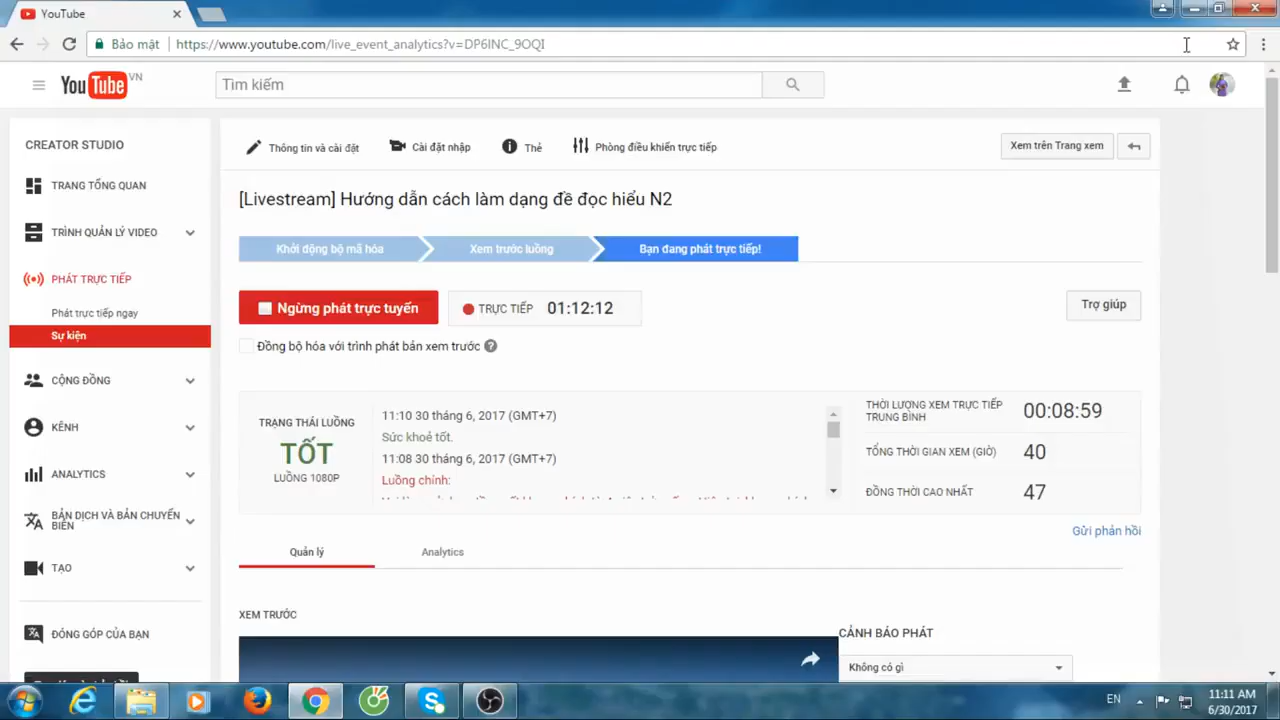 YouTube
Bảo mật
https://www.youtube.com/live_event_analytics?v=DP6INC_9OQI
YouTube VN
Tìm kiếm
CREATOR STUDIO
TRANG TỔNG QUAN
TRÌNH QUẢN LÝ VIDEO
PHÁT TRỰC TIẾP
Phát trực tiếp ngay
Sự kiện
CỘNG ĐỒNG
KÊNH
ANALYTICS
BẢN DỊCH VÀ BẢN CHUYỂN
BIÊN
TẠO
ĐÓNG GÓP CỦA BẠN
Thông tin và cài đặt
Cài đặt nhập
Thẻ
Phòng điều khiển trực tiếp
Xem trên Trang xem
[Livestream] Hướng dẫn cách làm dạng đề đọc hiểu N2
Khởi động bộ mã hóa
Xem trước luồng
Bạn đang phát trực tiếp!
Ngừng phát trực tuyến
TRỰC TIẾP 01:12:12
Trợ giúp
Đồng bộ hóa với trình phát bản xem trước
TRẠNG THÁI LUỒNG
TỐT
LUỒNG 1080P
11:10 30 tháng 6, 2017 (GMT+7)
Sức khoẻ tốt.
11:08 30 tháng 6, 2017 (GMT+7)
Luồng chính:
THỜI LƯỢNG XEM TRỰC TIẾP
TRUNG BÌNH
00:08:59
TỔNG THỜI GIAN XEM (GIỜ)
40
ĐỒNG THỜI CAO NHẤT
47
Gửi phản hồi
Quản lý
Analytics
XEM TRƯỚC
CẢNH BÁO PHÁT
Không có gì
EN
11:11 AM
6/30/2017